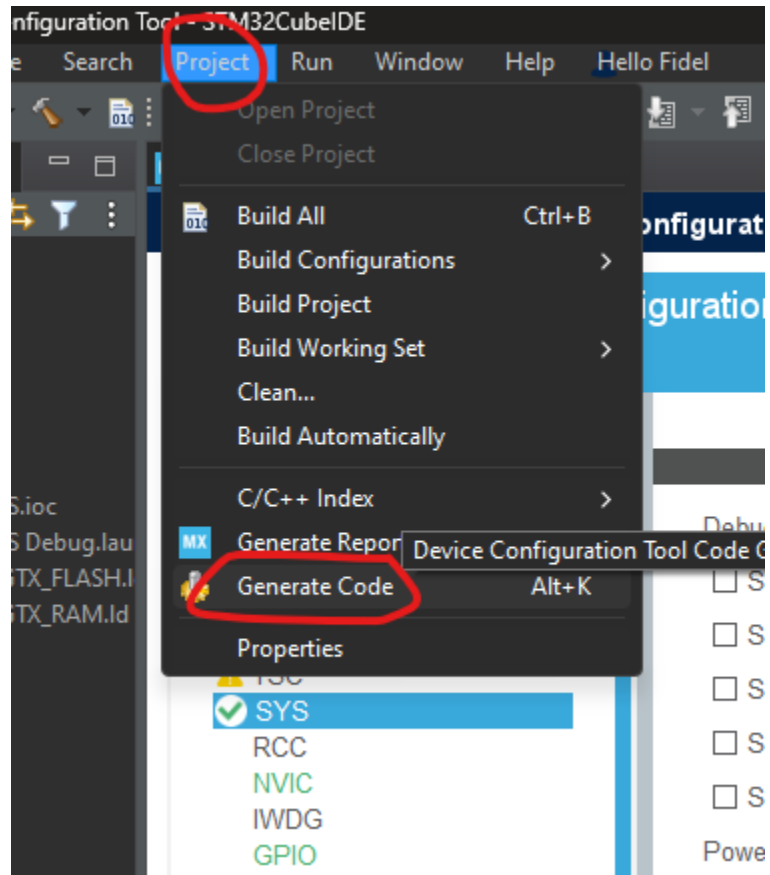 nfiguration Tool - STM32CubeIDE
e Search Project Run Window Help Hello Fidel
Open Project
Close Project
Build All Ctrl+B
onfigurat
Build Configurations
Build Project
iguration
Build Working Set
Clean...
Build Automatically
C/C++ Index
S.ioc
MX Generate Repor
Debu
S Debug.lau
Device Configuration Tool Code G
TX_FLASH.l
Generate Code Alt+K
S
TX_RAM.ld
S
Properties
TSC
S
SYS
RCC
S
NVIC
S
IWDG
GPIO
Powe